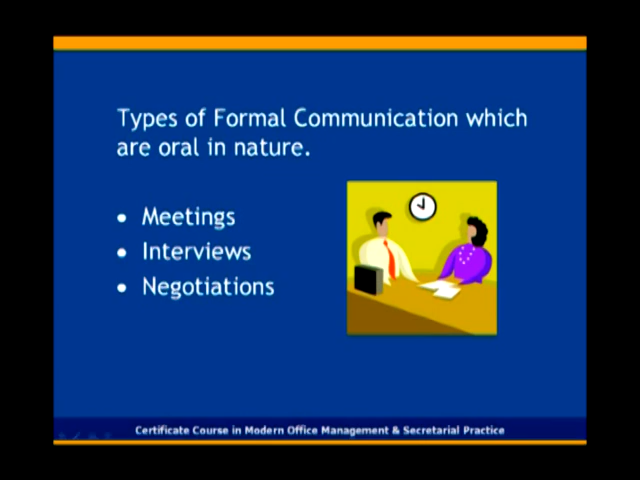 Types of Formal Communication which
are oral in nature.
• Meetings
• Interviews
• Negotiations
Certificate Course in Modern Office Management & Secretarial Practice